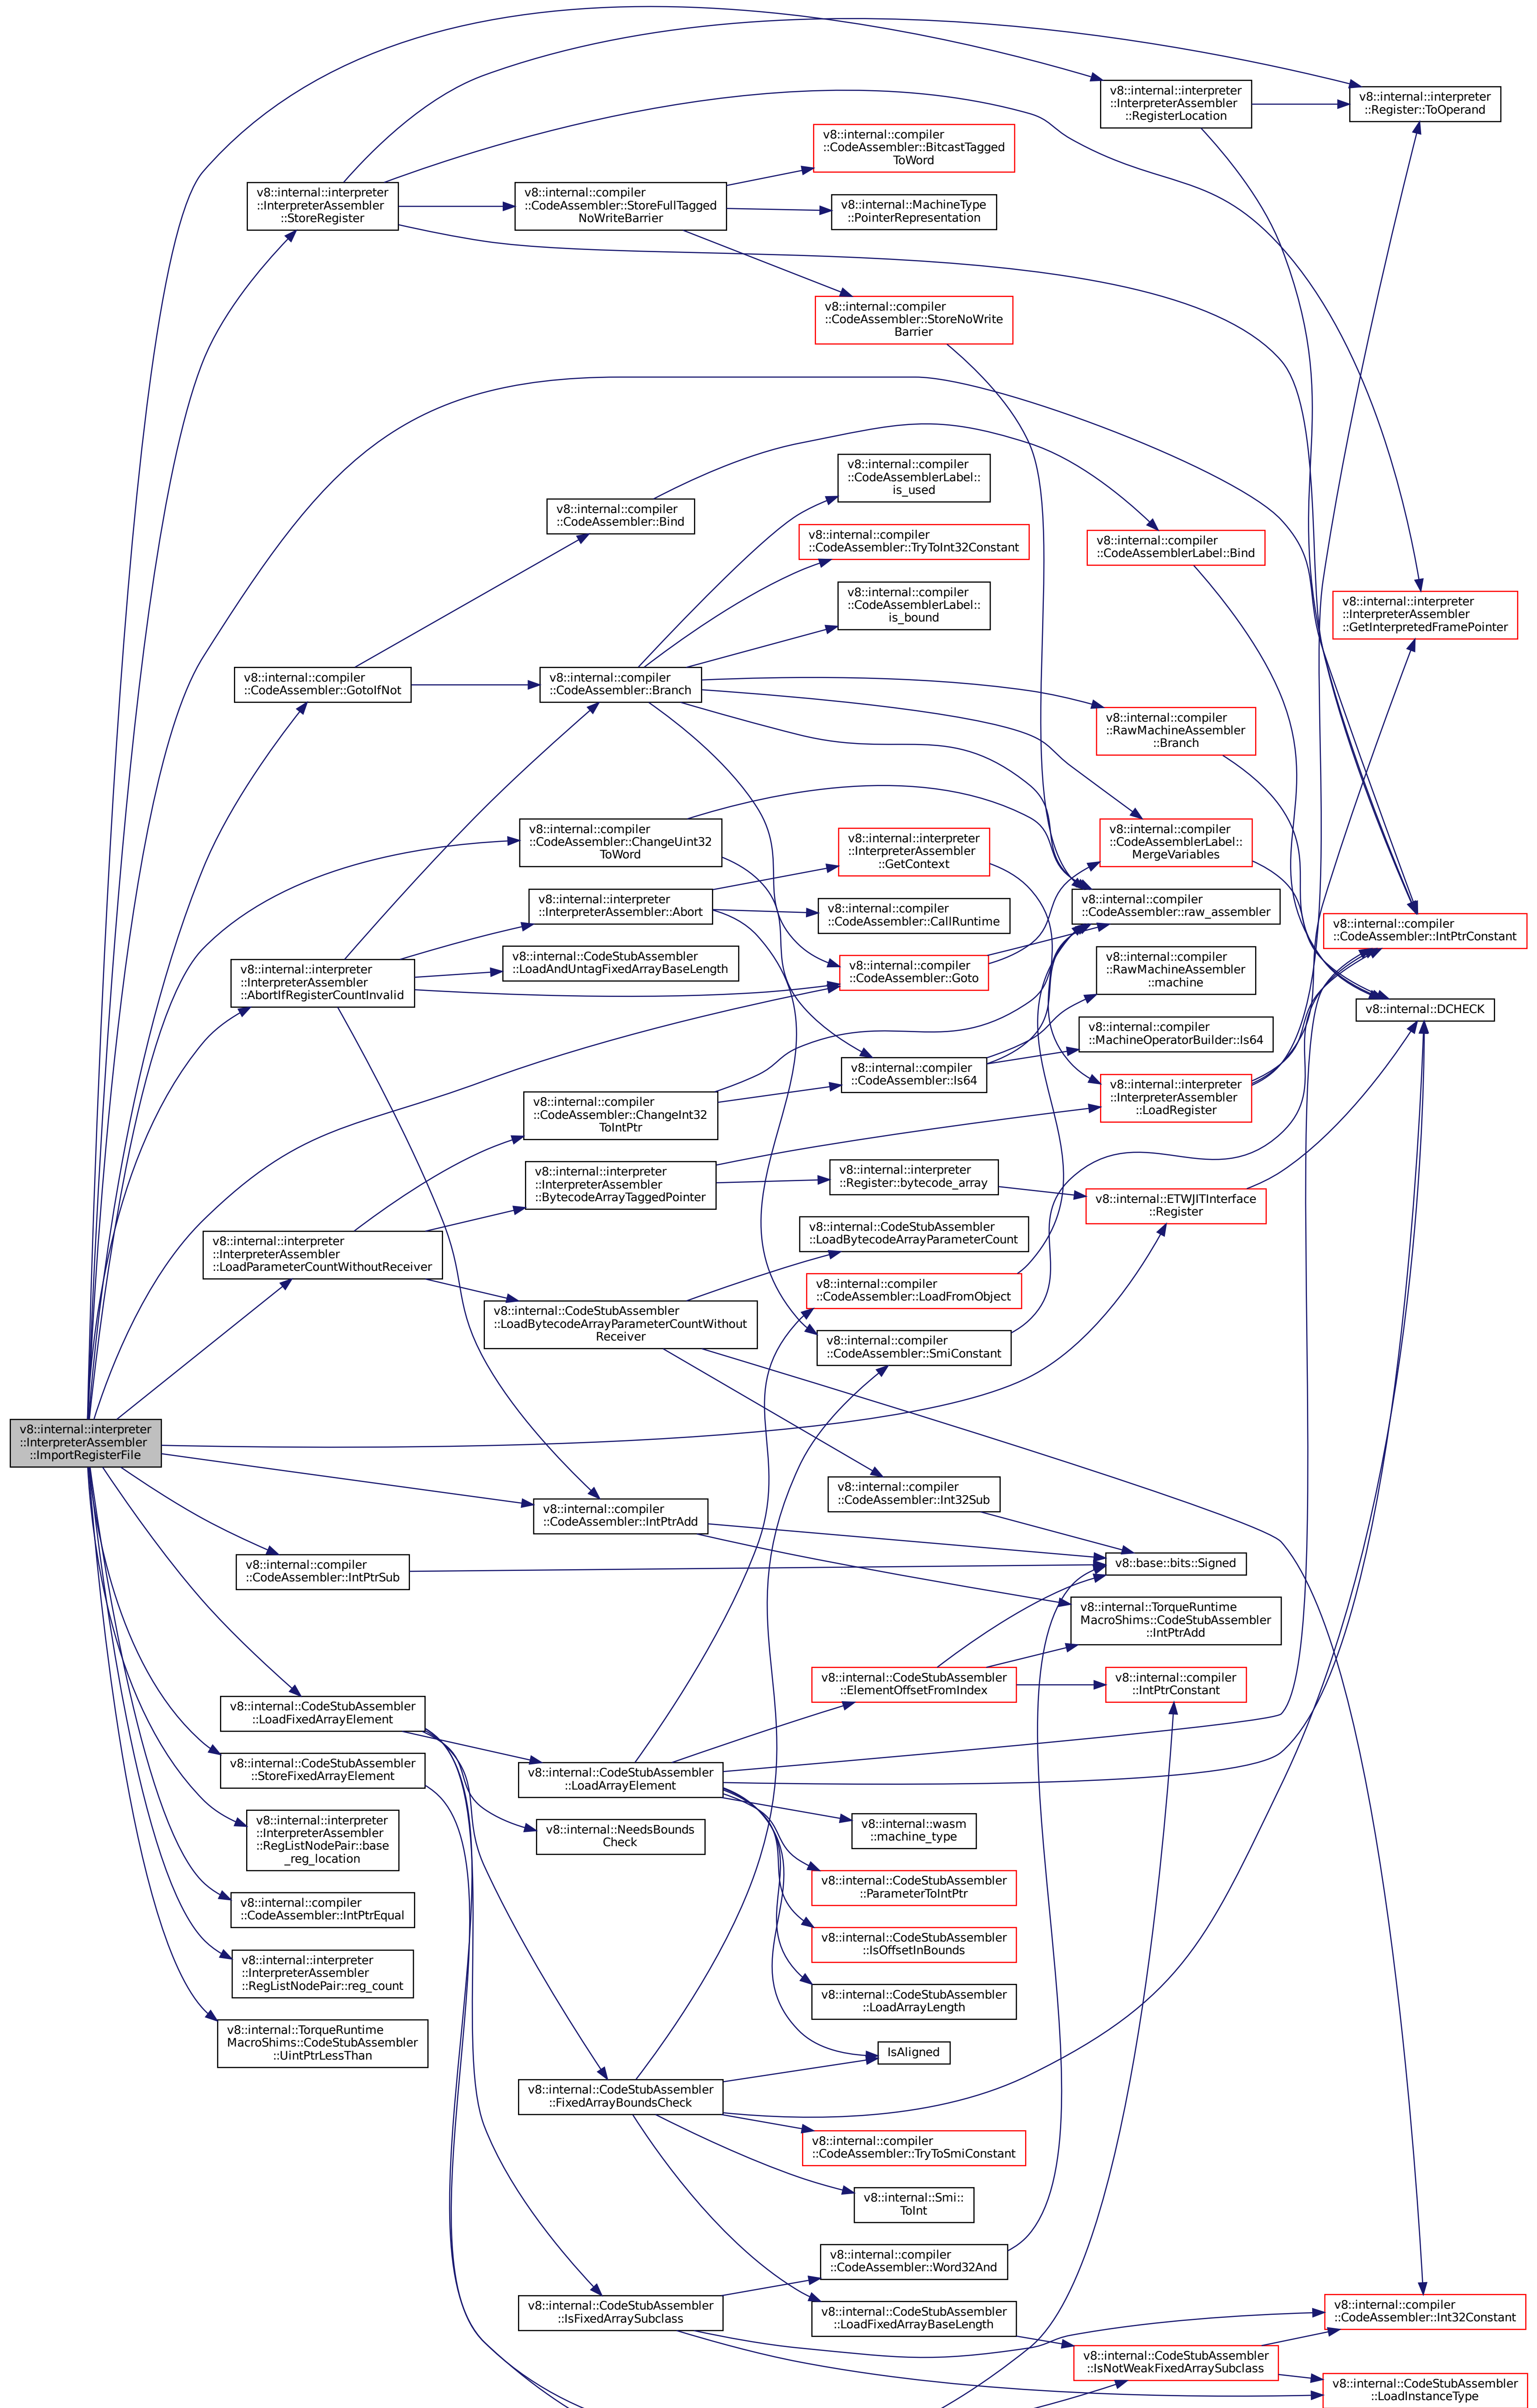 v8::internal::interpreter
::InterpreterAssembler
::RegisterLocation
v8::internal::interpreter
::Register::ToOperand
v8::internal::compiler
::CodeAssembler::BitcastTagged
ToWord
v8::internal::interpreter
::InterpreterAssembler
::StoreRegister
v8::internal::compiler
::CodeAssembler::StoreFullTagged
NoWriteBarrier
v8::internal::MachineType
::PointerRepresentation
v8::internal::compiler
::CodeAssembler::StoreNoWrite
Barrier
v8::internal::compiler
::CodeAssemblerLabel::
is_used
v8::internal::compiler
::CodeAssembler::Bind
v8::internal::compiler
::CodeAssembler::TryToInt32Constant
v8::internal::compiler
::CodeAssemblerLabel::Bind
v8::internal::compiler
::CodeAssemblerLabel::
is_bound
v8::internal::interpreter
::InterpreterAssembler
::GetInterpretedFramePointer
v8::internal::compiler
::CodeAssembler::GotoIfNot
v8::internal::compiler
::CodeAssembler::Branch
v8::internal::compiler
::RawMachineAssembler
::Branch
v8::internal::compiler
::CodeAssembler::ChangeUint32
ToWord
v8::internal::interpreter
::InterpreterAssembler
::GetContext
v8::internal::compiler
::CodeAssemblerLabel::
MergeVariables
v8::internal::interpreter
::InterpreterAssembler::Abort
v8::internal::compiler
::CodeAssembler::CallRuntime
v8::internal::compiler
::CodeAssembler::raw_assembler
v8::internal::compiler
::CodeAssembler::IntPtrConstant
v8::internal::CodeStubAssembler
::LoadAndUntagFixedArrayBaseLength
v8::internal::interpreter
::InterpreterAssembler
::AbortIfRegisterCountInvalid
v8::internal::compiler
::CodeAssembler::Goto
v8::internal::compiler
::RawMachineAssembler
::machine
v8::internal::DCHECK
v8::internal::compiler
::MachineOperatorBuilder::Is64
v8::internal::compiler
::CodeAssembler::Is64
v8::internal::compiler
::CodeAssembler::ChangeInt32
ToIntPtr
v8::internal::interpreter
::InterpreterAssembler
::LoadRegister
v8::internal::interpreter
::InterpreterAssembler
::BytecodeArrayTaggedPointer
v8::internal::interpreter
::Register::bytecode_array
v8::internal::ETWJITInterface
::Register
v8::internal::interpreter
::InterpreterAssembler
::LoadParameterCountWithoutReceiver
v8::internal::CodeStubAssembler
::LoadBytecodeArrayParameterCount
v8::internal::compiler
::CodeAssembler::LoadFromObject
v8::internal::CodeStubAssembler
::LoadBytecodeArrayParameterCountWithout
Receiver
v8::internal::compiler
::CodeAssembler::SmiConstant
v8::internal::interpreter
::InterpreterAssembler
::ImportRegisterFile
v8::internal::compiler
::CodeAssembler::Int32Sub
v8::internal::compiler
::CodeAssembler::IntPtrAdd
v8::internal::compiler
::CodeAssembler::IntPtrSub
v8::base::bits::Signed
v8::internal::TorqueRuntime
MacroShims::CodeStubAssembler
::IntPtrAdd
v8::internal::CodeStubAssembler
::ElementOffsetFromIndex
v8::internal::compiler
::IntPtrConstant
v8::internal::CodeStubAssembler
::LoadFixedArrayElement
v8::internal::CodeStubAssembler
::StoreFixedArrayElement
v8::internal::CodeStubAssembler
::LoadArrayElement
v8::internal::wasm
::machine_type
v8::internal::NeedsBounds
Check
v8::internal::interpreter
::InterpreterAssembler
::RegListNodePair::base
_reg_location
v8::internal::CodeStubAssembler
::ParameterToIntPtr
v8::internal::compiler
::CodeAssembler::IntPtrEqual
v8::internal::CodeStubAssembler
::IsOffsetInBounds
v8::internal::interpreter
::InterpreterAssembler
::RegListNodePair::reg_count
v8::internal::CodeStubAssembler
::LoadArrayLength
v8::internal::TorqueRuntime
MacroShims::CodeStubAssembler
::UintPtrLessThan
IsAligned
v8::internal::CodeStubAssembler
::FixedArrayBoundsCheck
v8::internal::compiler
::CodeAssembler::TryToSmiConstant
v8::internal::Smi::
ToInt
v8::internal::compiler
::CodeAssembler::Word32And
v8::internal::CodeStubAssembler
::IsFixedArraySubclass
v8::internal::CodeStubAssembler
::LoadFixedArrayBaseLength
v8::internal::compiler
::CodeAssembler::Int32Constant
v8::internal::CodeStubAssembler
::IsNotWeakFixedArraySubclass
v8::internal::CodeStubAssembler
::LoadInstanceType